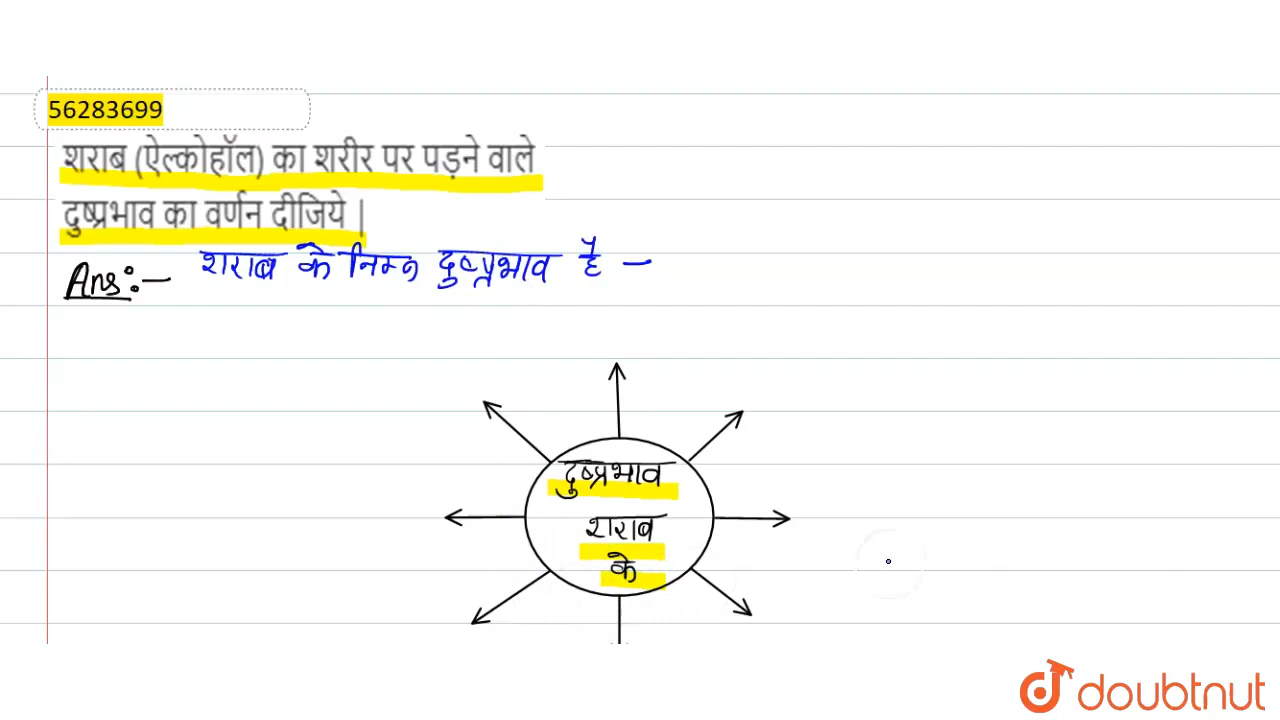 56283699
शराब (ऐल्कोहॉल) का शरीर पर पड़ने वाले
दुष्प्रभाव का वर्णन दीजिये |
Ans:- शराब के निम्न दुष्प्रभाव है -
दुष्प्रभाव
शराब
के
doubtnut